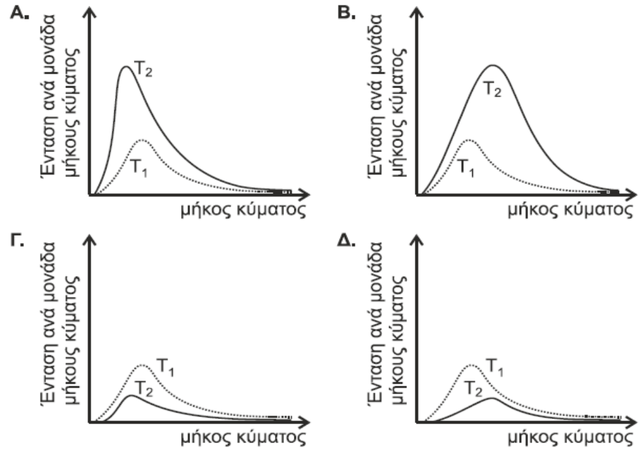 Α.
Ένταση ανά μονάδα
μήκους κύματος
T2
T1
μήκος κύματος
Β.
Ένταση ανά μονάδα
μήκους κύματος
T2
T1
μήκος κύματος
Γ.
Ένταση ανά μονάδα
μήκους κύματος
T1
T2
μήκος κύματος
Δ.
Ένταση ανά μονάδα
μήκους κύματος
T1
T2
μήκος κύματος